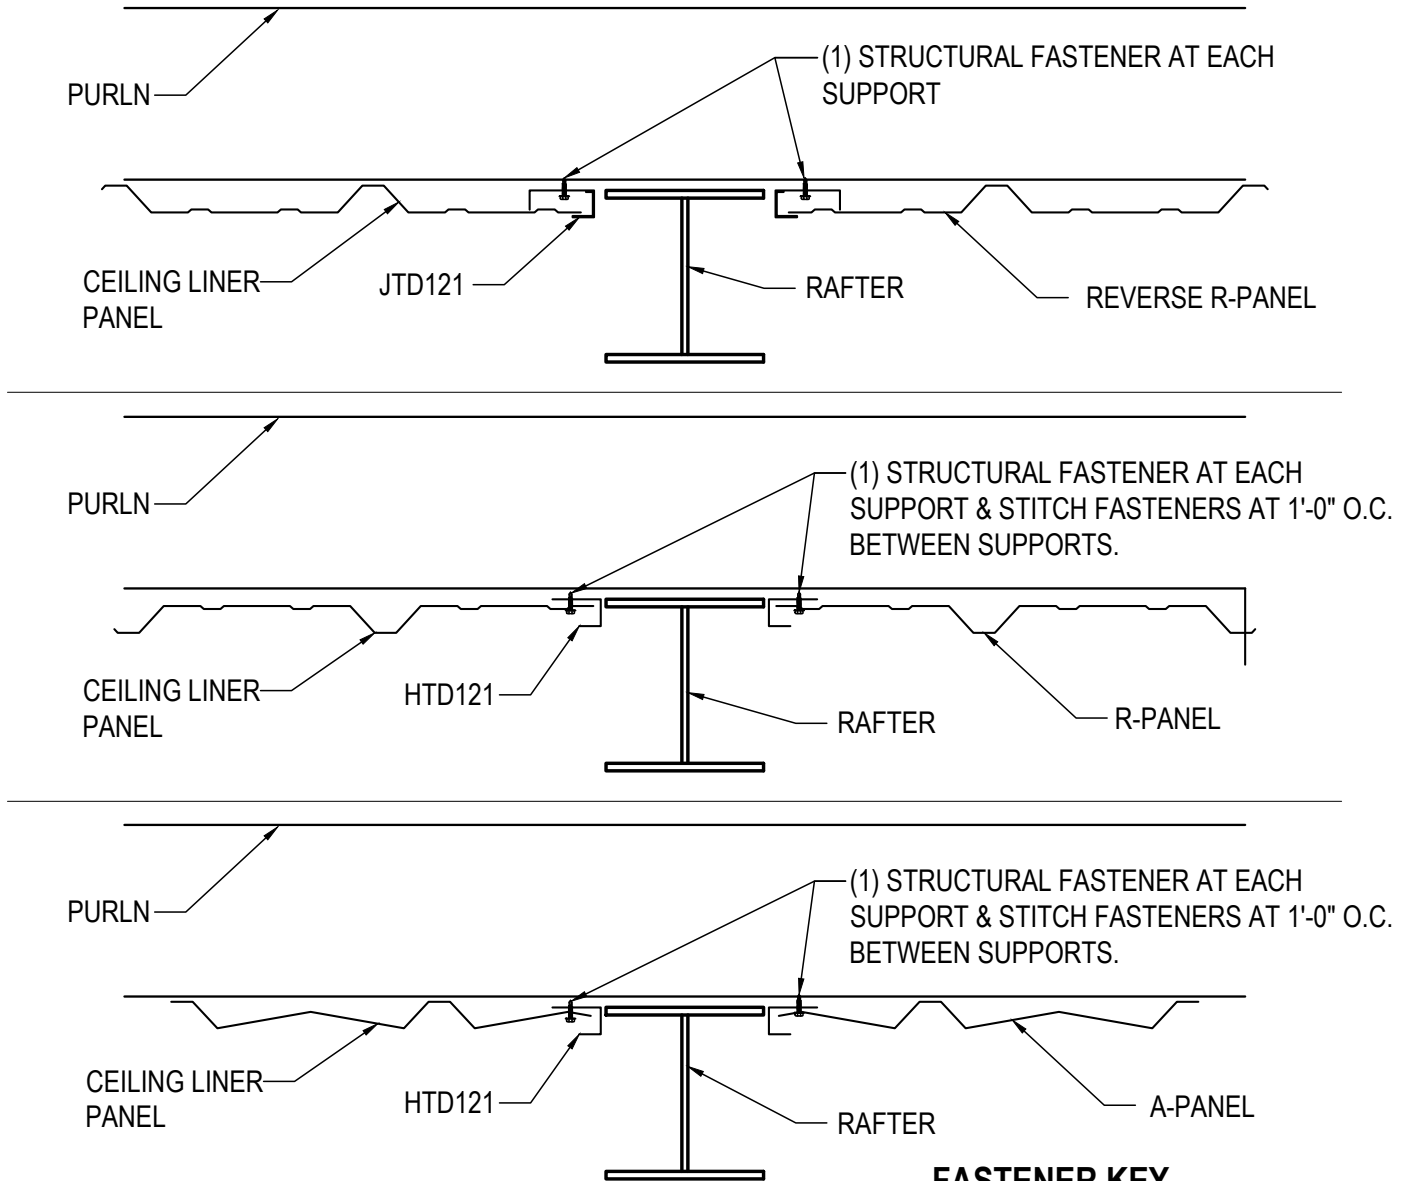 (1) STRUCTURAL FASTENER AT EACH
SUPPORT
PURLN
CEILING LINER
PANEL
JTD121
RAFTER
REVERSE R-PANEL
(1) STRUCTURAL FASTENER AT EACH
SUPPORT & STITCH FASTENERS AT 1'-0" O.C.
BETWEEN SUPPORTS.
PURLN
CEILING LINER
PANEL
HTD121
RAFTER
R-PANEL
(1) STRUCTURAL FASTENER AT EACH
SUPPORT & STITCH FASTENERS AT 1'-0" O.C.
BETWEEN SUPPORTS.
PURLN
CEILING LINER
PANEL
HTD121
RAFTER
A-PANEL
FASTENER KEY